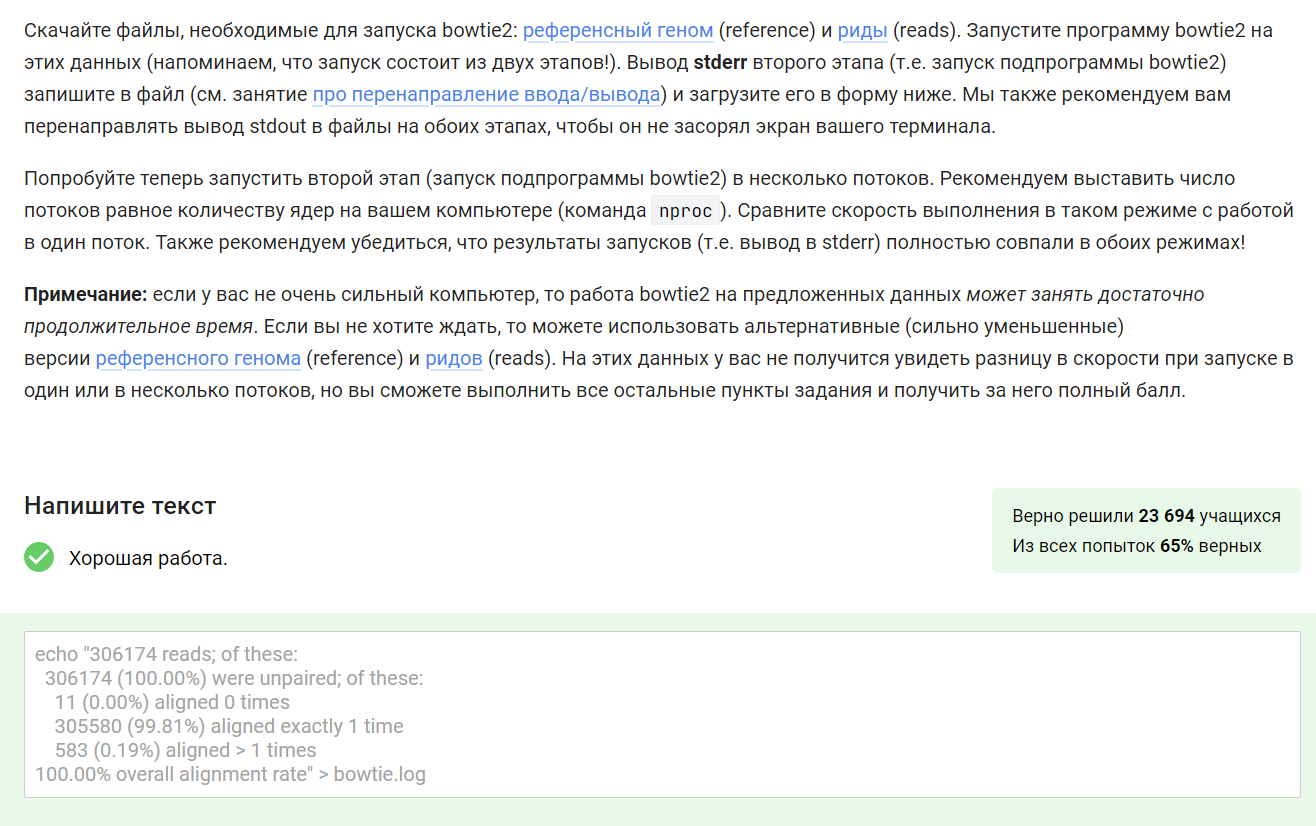 Скачайте файлы, необходимые для запуска bowtie2: референсный геном (reference) и риды (reads). Запустите программу bowtie2 на
этих данных (напоминаем, что запуск состоит из двух этапов!). Вывод stderr второго этапа (т.е. запуск подпрограммы bowtie2)
запишите в файл (см. занятие про перенаправление ввода/вывода) и загрузите его в форму ниже. Мы также рекомендуем вам
перенаправлять вывод stdout в файлы на обоих этапах, чтобы он не засорял экран вашего терминала.
Попробуйте теперь запустить второй этап (запуск подпрограммы bowtie2) в несколько потоков. Рекомендуем выставить число
потоков равное количеству ядер на вашем компьютере (команда nproc). Сравните скорость выполнения в таком режиме с работой
в один поток. Также рекомендуем убедиться, что результаты запусков (т.е. вывод в stderr) полностью совпали в обоих режимах!
Примечание: если у вас не очень сильный компьютер, то работа bowtie2 на предложенных данных может занять достаточно
продолжительное время. Если вы не хотите ждать, то можете использовать альтернативные (сильно уменьшенные)
версии референсного генома (reference) и ридов (reads). На этих данных у вас не получится увидеть разницу в скорости при запуске в
один или в несколько потоков, но вы сможете выполнить все остальные пункты задания и получить за него полный балл.
Напишите текст
Хорошая работа.
Верно решили 23 694 учащихся
Из всех попыток 65% верных
echo "306174 reads; of these:
306174 (100.00%) were unpaired; of these:
11 (0.00%) aligned 0 times
305580 (99.81%) aligned exactly 1 time
583 (0.19%) aligned > 1 times
100.00% overall alignment rate" > bowtie.log